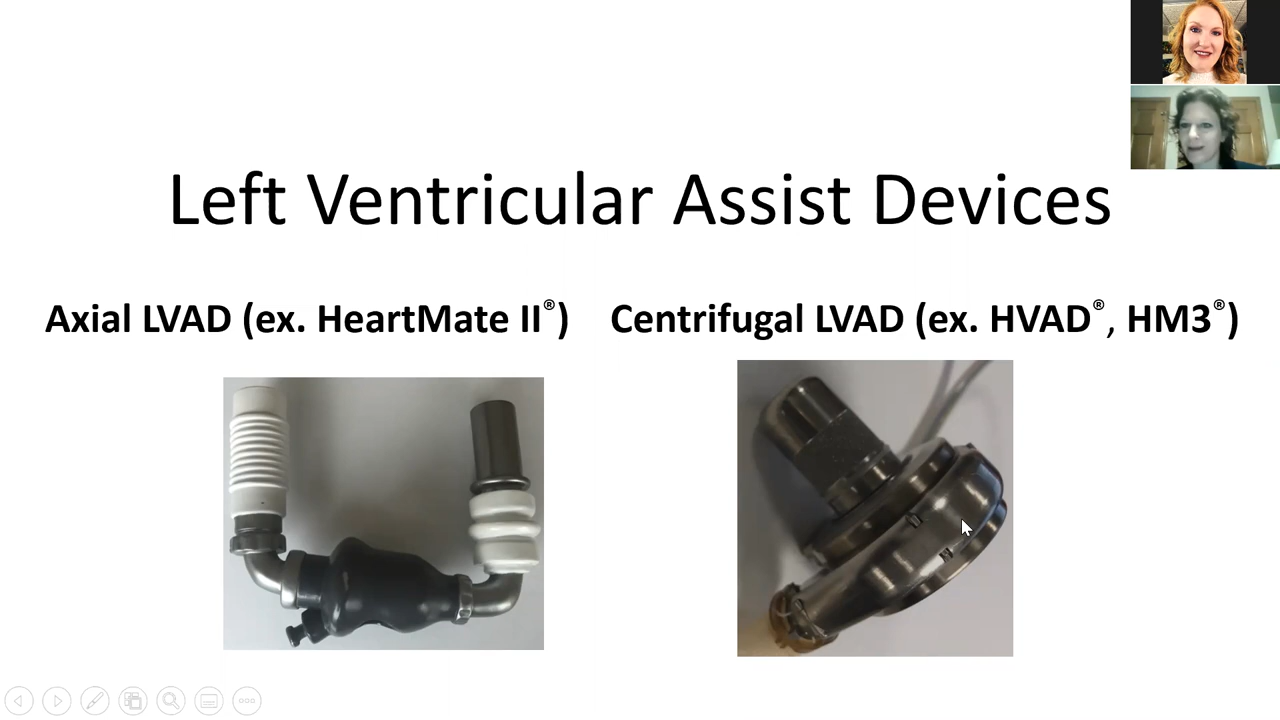 Left Ventricular Assist Devices
Axial LVAD (ex. HeartMate II®)
Centrifugal LVAD (ex. HVAD®, HM3®)